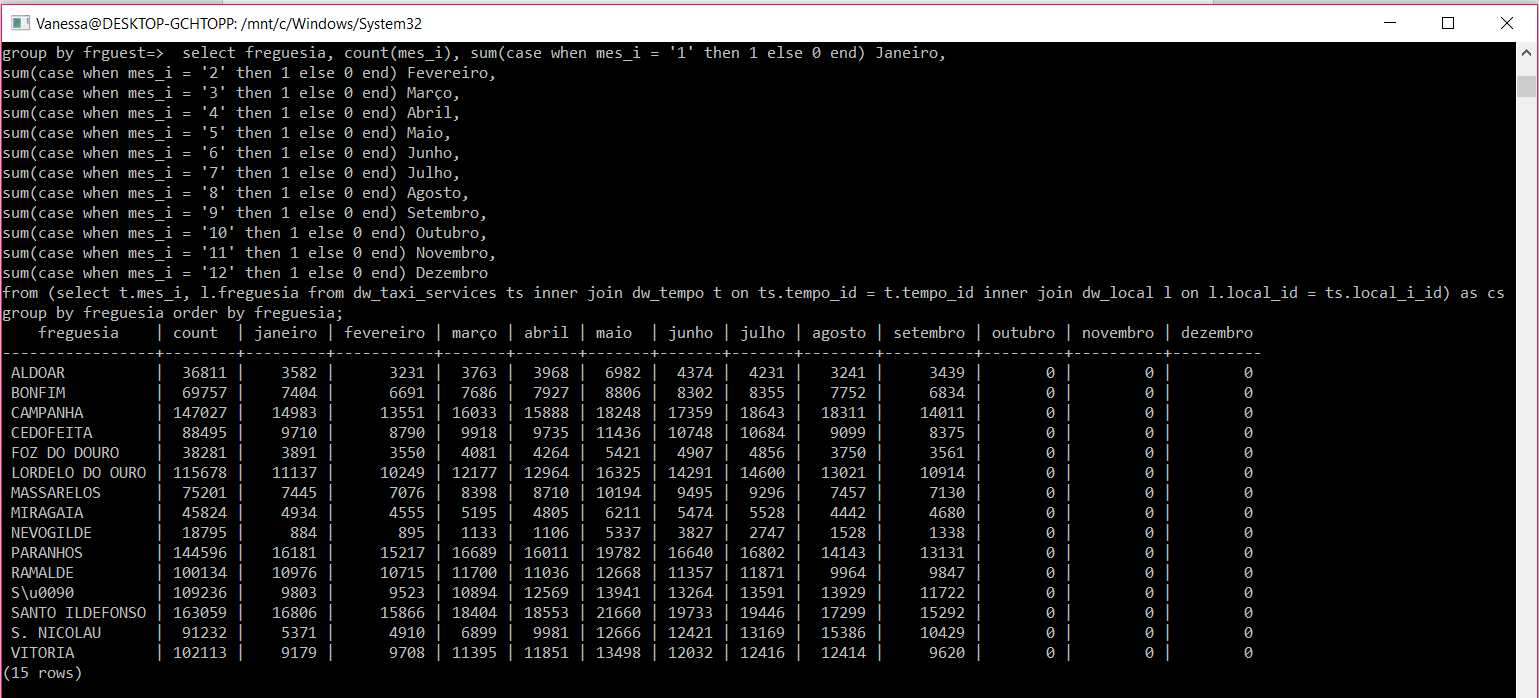 Vanessa@DESKTOP-GCHTOPP: /mnt/c/Windows/System32
group by frguest=>  select freguesia, count(mes_i), sum(case when mes_i = '1' then 1 else 0 end) Janeiro,
sum(case when mes_i = '2' then 1 else 0 end) Fevereiro,
sum(case when mes_i = '3' then 1 else 0 end) Março,
sum(case when mes_i = '4' then 1 else 0 end) Abril,
sum(case when mes_i = '5' then 1 else 0 end) Maio,
sum(case when mes_i = '6' then 1 else 0 end) Junho,
sum(case when mes_i = '7' then 1 else 0 end) Julho,
sum(case when mes_i = '8' then 1 else 0 end) Agosto,
sum(case when mes_i = '9' then 1 else 0 end) Setembro,
sum(case when mes_i = '10' then 1 else 0 end) Outubro,
sum(case when mes_i = '11' then 1 else 0 end) Novembro,
sum(case when mes_i = '12' then 1 else 0 end) Dezembro
from (select t.mes_i, l.freguesia from dw_taxi_services ts inner join dw_tempo t on ts.tempo_id = t.tempo_id inner join dw_local l on l.local_id = ts.local_i_id) as cs
group by freguesia order by freguesia;
    freguesia    | count  | janeiro | fevereiro | março | abril | maio  | junho | julho | agosto | setembro | outubro | novembro | dezembro
-----------------+--------+---------+-----------+-------+-------+-------+-------+-------+--------+----------+---------+----------+----------
 ALDOAR          |  36811 |    3582 |      3231 |  3763 |  3968 |  6982 |  4374 |  4231 |   3241 |     3439 |       0 |        0 |        0
 BONFIM          |  69757 |    7404 |      6691 |  7686 |  7927 |  8806 |  8302 |  8355 |   7752 |     6834 |       0 |        0 |        0
 CAMPANHA        | 147027 |   14983 |     13551 | 16033 | 15888 | 18248 | 17359 | 18643 |  18311 |    14011 |       0 |        0 |        0
 CEDOFEITA       |  88495 |    9710 |      8790 |  9918 |  9735 | 11436 | 10748 | 10684 |   9099 |     8375 |       0 |        0 |        0
 FOZ DO DOURO    |  38281 |    3891 |      3550 |  4081 |  4264 |  5421 |  4907 |  4856 |   3750 |     3561 |       0 |        0 |        0
 LORDELO DO OURO | 115678 |   11137 |     10249 | 12177 | 12964 | 16325 | 14291 | 14600 |  13021 |    10914 |       0 |        0 |        0
 MASSARELOS      |  75201 |    7445 |      7076 |  8398 |  8710 | 10194 |  9495 |  9296 |   7457 |     7130 |       0 |        0 |        0
 MIRAGAIA        |  45824 |    4934 |      4555 |  5195 |  4805 |  6211 |  5474 |  5528 |   4442 |     4680 |       0 |        0 |        0
 NEVOGILDE       |  18795 |     884 |       895 |  1133 |  1106 |  5337 |  3827 |  2747 |   1528 |     1338 |       0 |        0 |        0
 PARANHOS        | 144596 |   16181 |     15217 | 16689 | 16011 | 19782 | 16640 | 16802 |  14143 |    13131 |       0 |        0 |        0
 RAMALDE         | 100134 |   10976 |     10715 | 11700 | 11036 | 12668 | 11357 | 11871 |   9964 |     9847 |       0 |        0 |        0
 S\u0090         | 109236 |    9803 |      9523 | 10894 | 12569 | 13941 | 13264 | 13591 |  13929 |    11722 |       0 |        0 |        0
 SANTO ILDEFONSO | 163059 |   16806 |     15866 | 18404 | 18553 | 21660 | 19733 | 19446 |  17299 |    15292 |       0 |        0 |        0
 S. NICOLAU      |  91232 |    5371 |      4910 |  6899 |  9981 | 12666 | 12421 | 13169 |  15386 |    10429 |       0 |        0 |        0
 VITORIA         | 102113 |    9179 |      9708 | 11395 | 11851 | 13498 | 12032 | 12416 |  12414 |     9620 |       0 |        0 |        0
(15 rows)